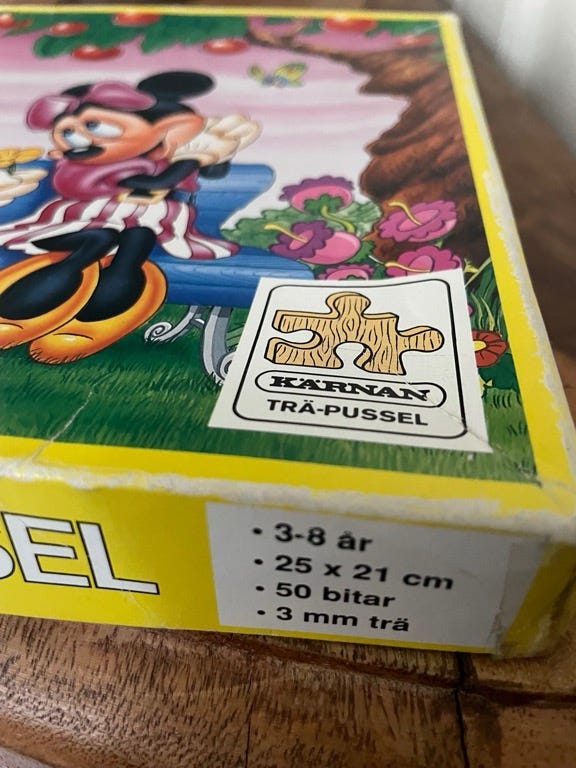 KÄRNAN
TRÄ-PUSSEL
SEL
• 3-8 år
• 25 x 21 cm
• 50 bitar
• 3 mm trä